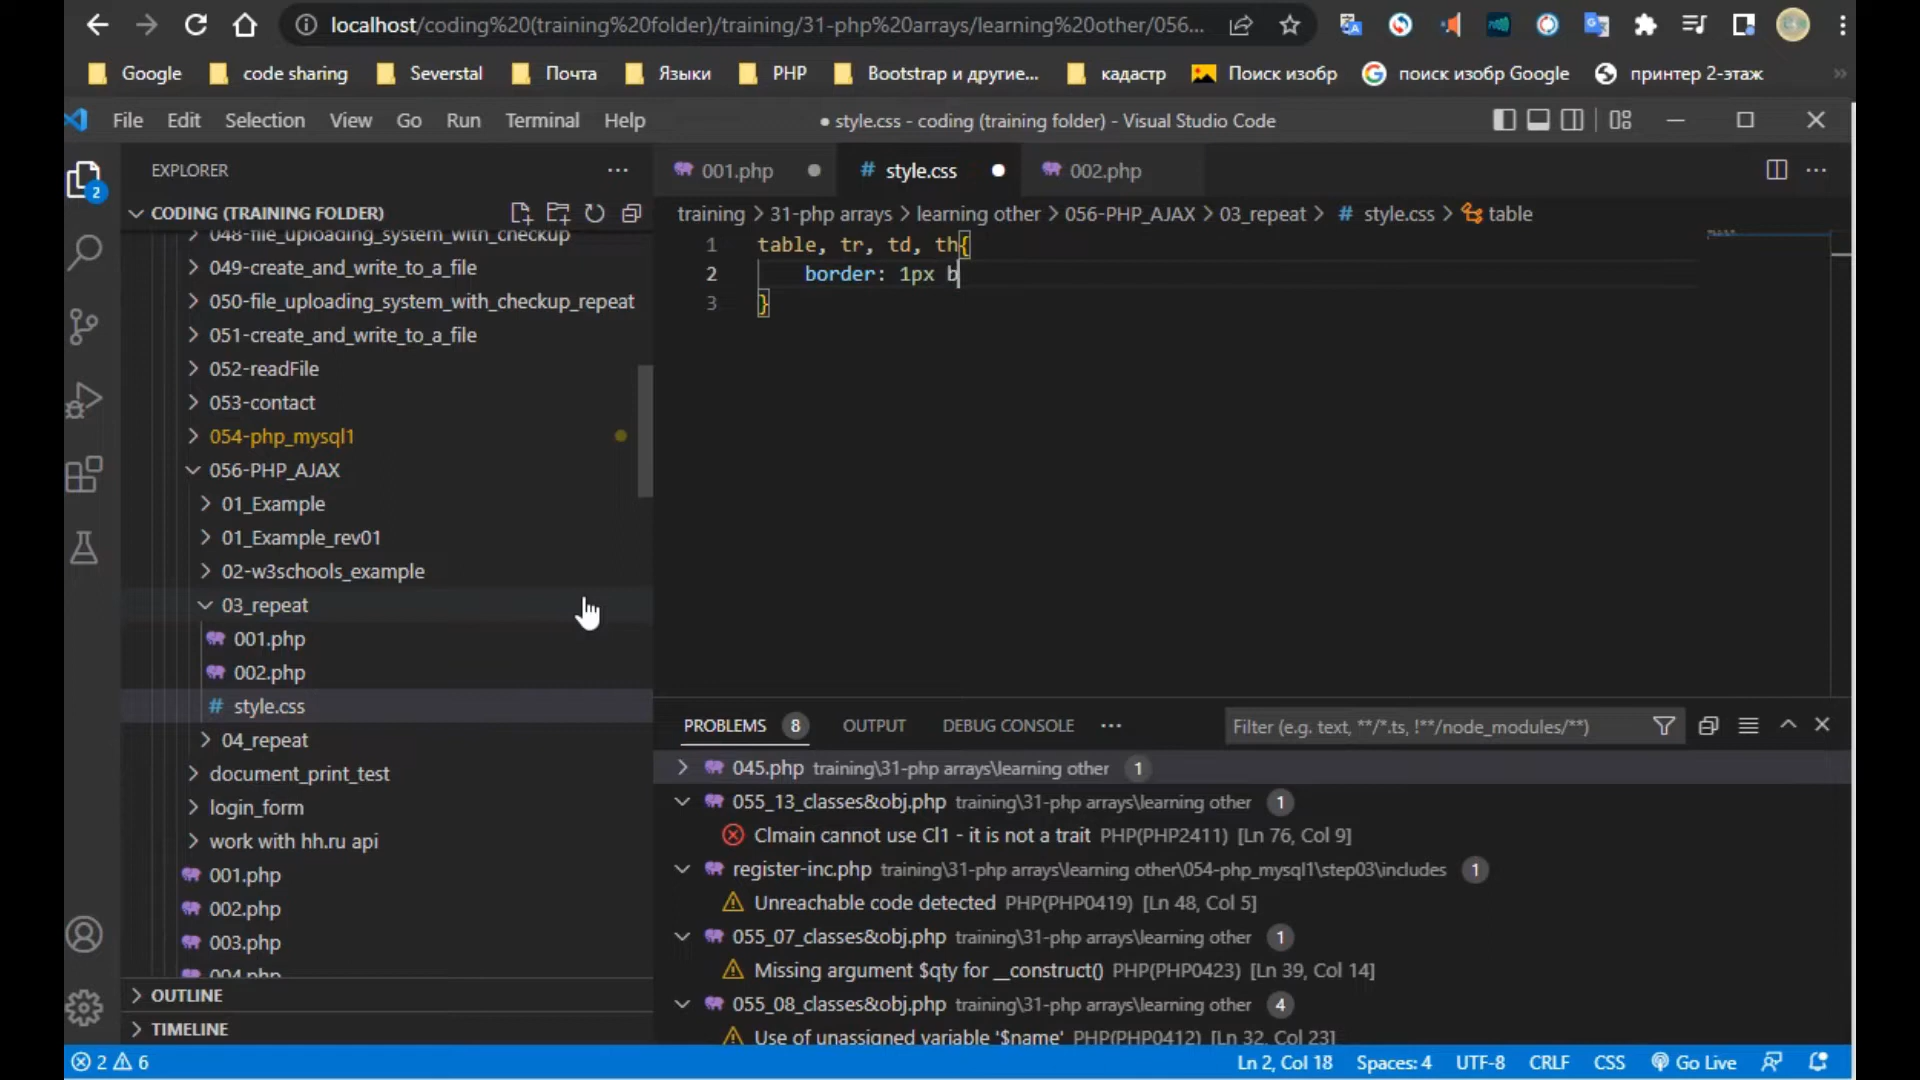 localhost/coding%20(training%20folder)/training/31-php%20arrays/learning%20other/056...
Google code sharing Severstal Почта Языки PHP Bootstrap и другие... кадастр Поиск изобр поиск изобр Google принтер 2-этаж »
File Edit Selection View Go Run Terminal Help ● style.css - coding (training folder) - Visual Studio Code
EXPLORER ···
001.php # style.css 002.php ···
2
CODING (TRAINING FOLDER)
training > 31-php arrays > learning other > 056-PHP_AJAX > 03_repeat > # style.css > table
048-file_uploading_system_with_checkup
049-create_and_write_to_a_file
050-file_uploading_system_with_checkup_repeat
051-create_and_write_to_a_file
052-readFile
053-contact
054-php_mysql1
056-PHP_AJAX
01_Example
01_Example_rev01
02-w3schools_example
03_repeat
001.php
002.php
# style.css
04_repeat
document_print_test
login_form
work with hh.ru api
001.php
002.php
003.php
004.php
OUTLINE
TIMELINE
1 table, tr, td, th{
2 border: 1px b
3 }
PROBLEMS 8 OUTPUT DEBUG CONSOLE ··· Filter (e.g. text, **/*.ts, !**/node_modules/**)
045.php training\31-php arrays\learning other 1
055_13_classes&obj.php training\31-php arrays\learning other 1
Clmain cannot use Cl1 - it is not a trait PHP(PHP2411) [Ln 76, Col 9]
register-inc.php training\31-php arrays\learning other\054-php_mysql1\step03\includes 1
Unreachable code detected PHP(PHP0419) [Ln 48, Col 5]
055_07_classes&obj.php training\31-php arrays\learning other 1
Missing argument $qty for __construct() PHP(PHP0423) [Ln 39, Col 14]
055_08_classes&obj.php training\31-php arrays\learning other 4
Use of unassigned variable '$name' PHP(PHP0412) [Ln 32, Col 23]
2 6 Ln 2, Col 18 Spaces: 4 UTF-8 CRLF CSS Go Live